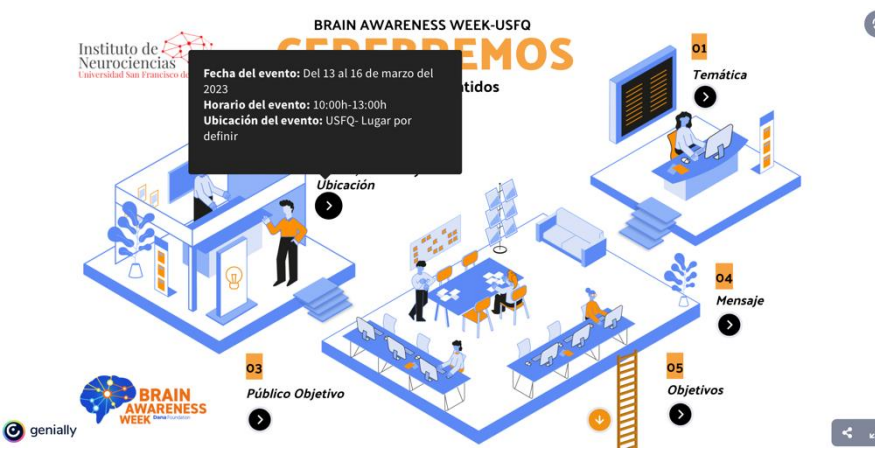 BRAIN AWARENESS WEEK-USFQ
Instituto de
Neurociencias
Universidad San Francisco
Fecha del evento: Del 13 al 16 de marzo del
2023
Horario del evento: 10:00h-13:00h
Ubicación del evento: USFQ- Lugar por
definir
01
Temática
Ubicación
04
Mensaje
03
Público Objetivo
05
Objetivos
BRAIN
AWARENESS
WEEK Dana Foundation
genially